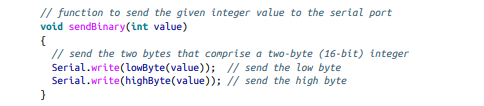 // function to send the given integer value to the serial port
void sendBinary(int value)
{
// send the two bytes that comprise a two-byte (16-bit) integer
Serial.write(lowByte(value)); // send the low byte
Serial.write(highByte(value)); // send the high byte
}